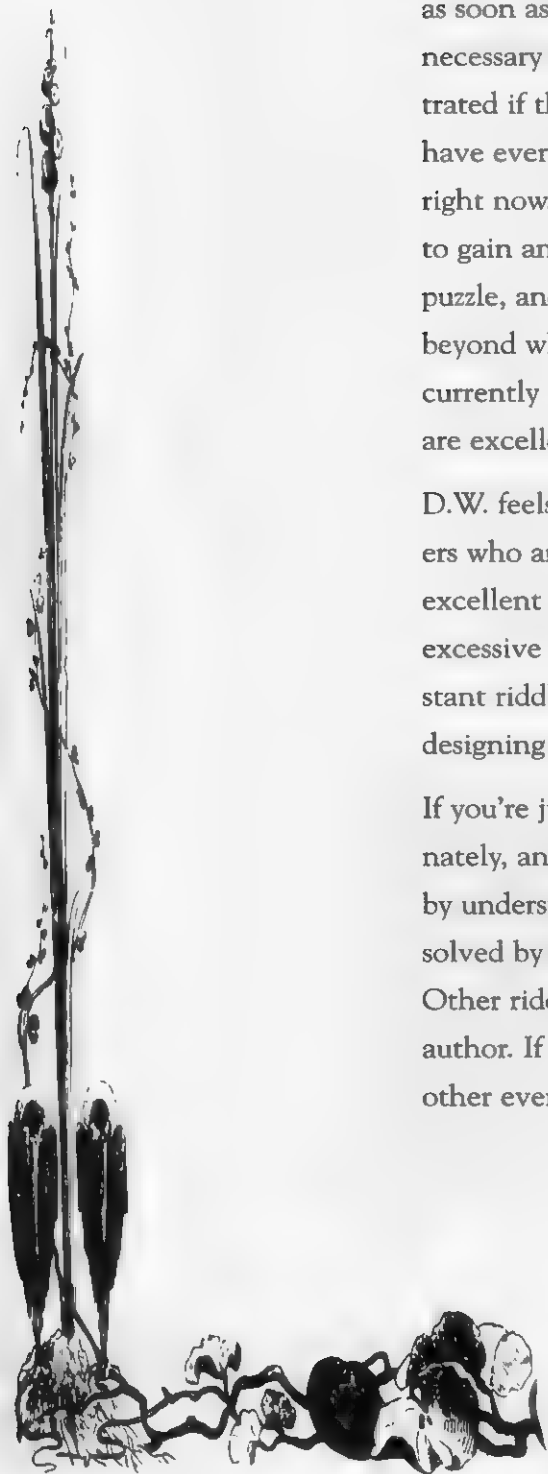 as soon as
necessary
trated if th
have ever
right now
to gain an
puzzle, an
beyond wh
currently
are excell
D.W. feels
ers who a
excellent
excessive
stant ridd
designing
If you're j
nately, an
by unders
solved by
Other rid
author. If
other ever